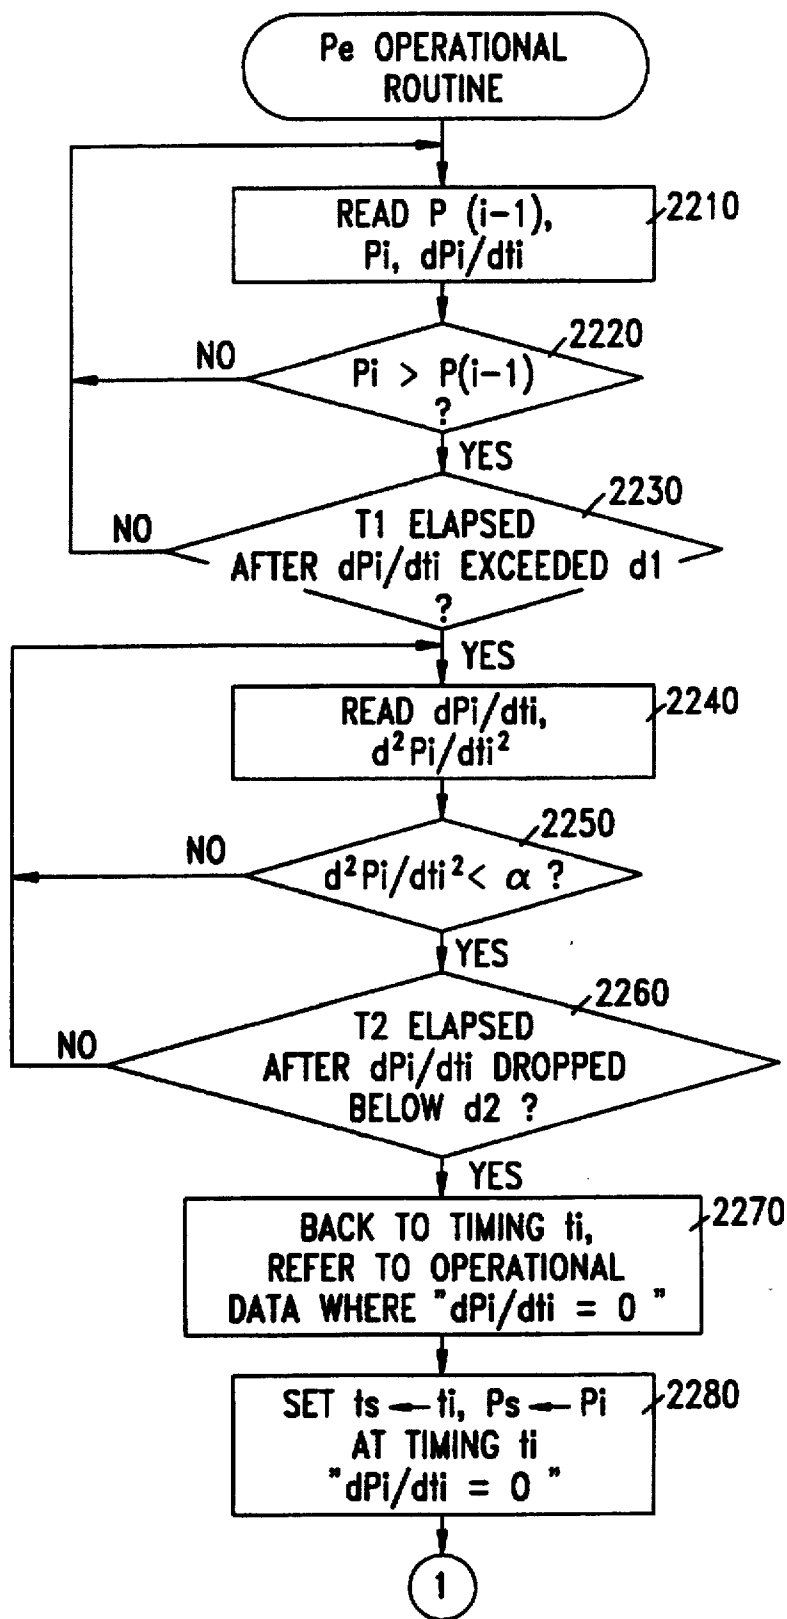 Pe OPERATIONAL
ROUTINE
READ P (i-1),
Pi, dPi/dti
2210
2220
NO
Pi > P(i-1)
?
YES
2230
NO
T1 ELAPSED
AFTER dPi/dti EXCEEDED d1
?
YES
READ dPi/dti,
d²Pi/dti²
2240
2250
NO
d²Pi/dti² < α ?
YES
2260
NO
T2 ELAPSED
AFTER dPi/dti DROPPED
BELOW d2 ?
YES
BACK TO TIMING ti,
REFER TO OPERATIONAL
DATA WHERE "dPi/dti = 0 "
2270
SET ts ← ti, Ps ← Pi
AT TIMING ti
"dPi/dti = 0 "
2280
1